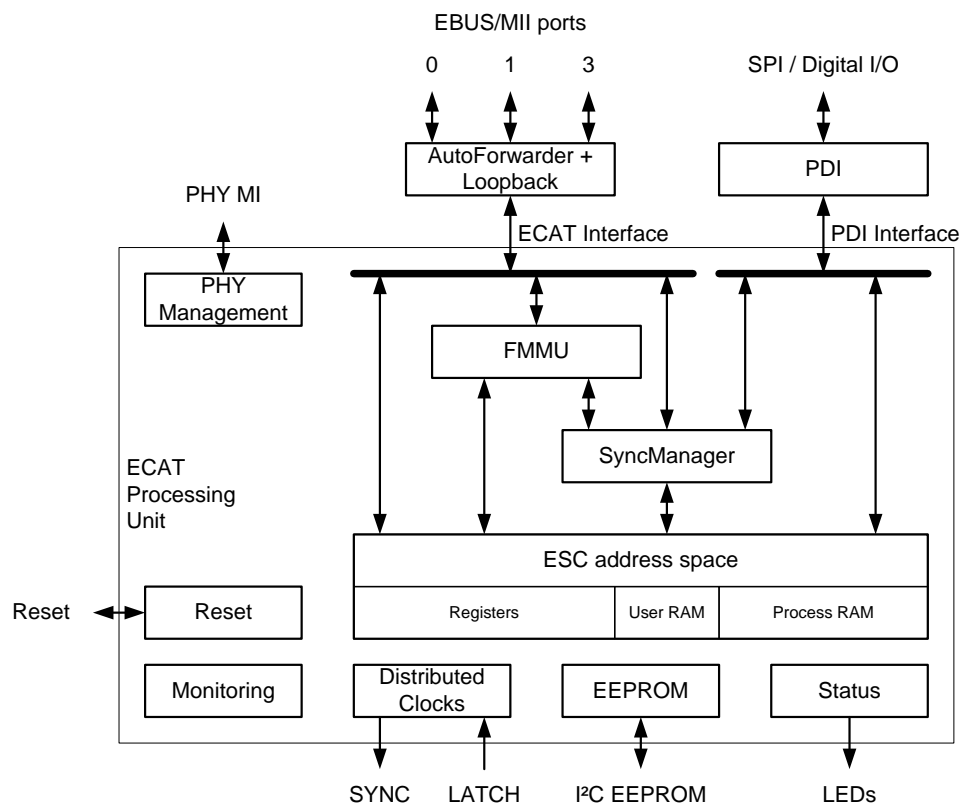 EBUS/MII ports
0 1 3 SPI / Digital I/O
AutoForwarder +
Loopback
PDI
PHY MI
ECAT Interface
PDI Interface
PHY
Management
FMMU
SyncManager
ECAT
Processing
Unit
ESC address space
Registers User RAM Process RAM
Reset
Reset
Monitoring
Distributed
Clocks
EEPROM
Status
SYNC LATCH I²C EEPROM LEDs